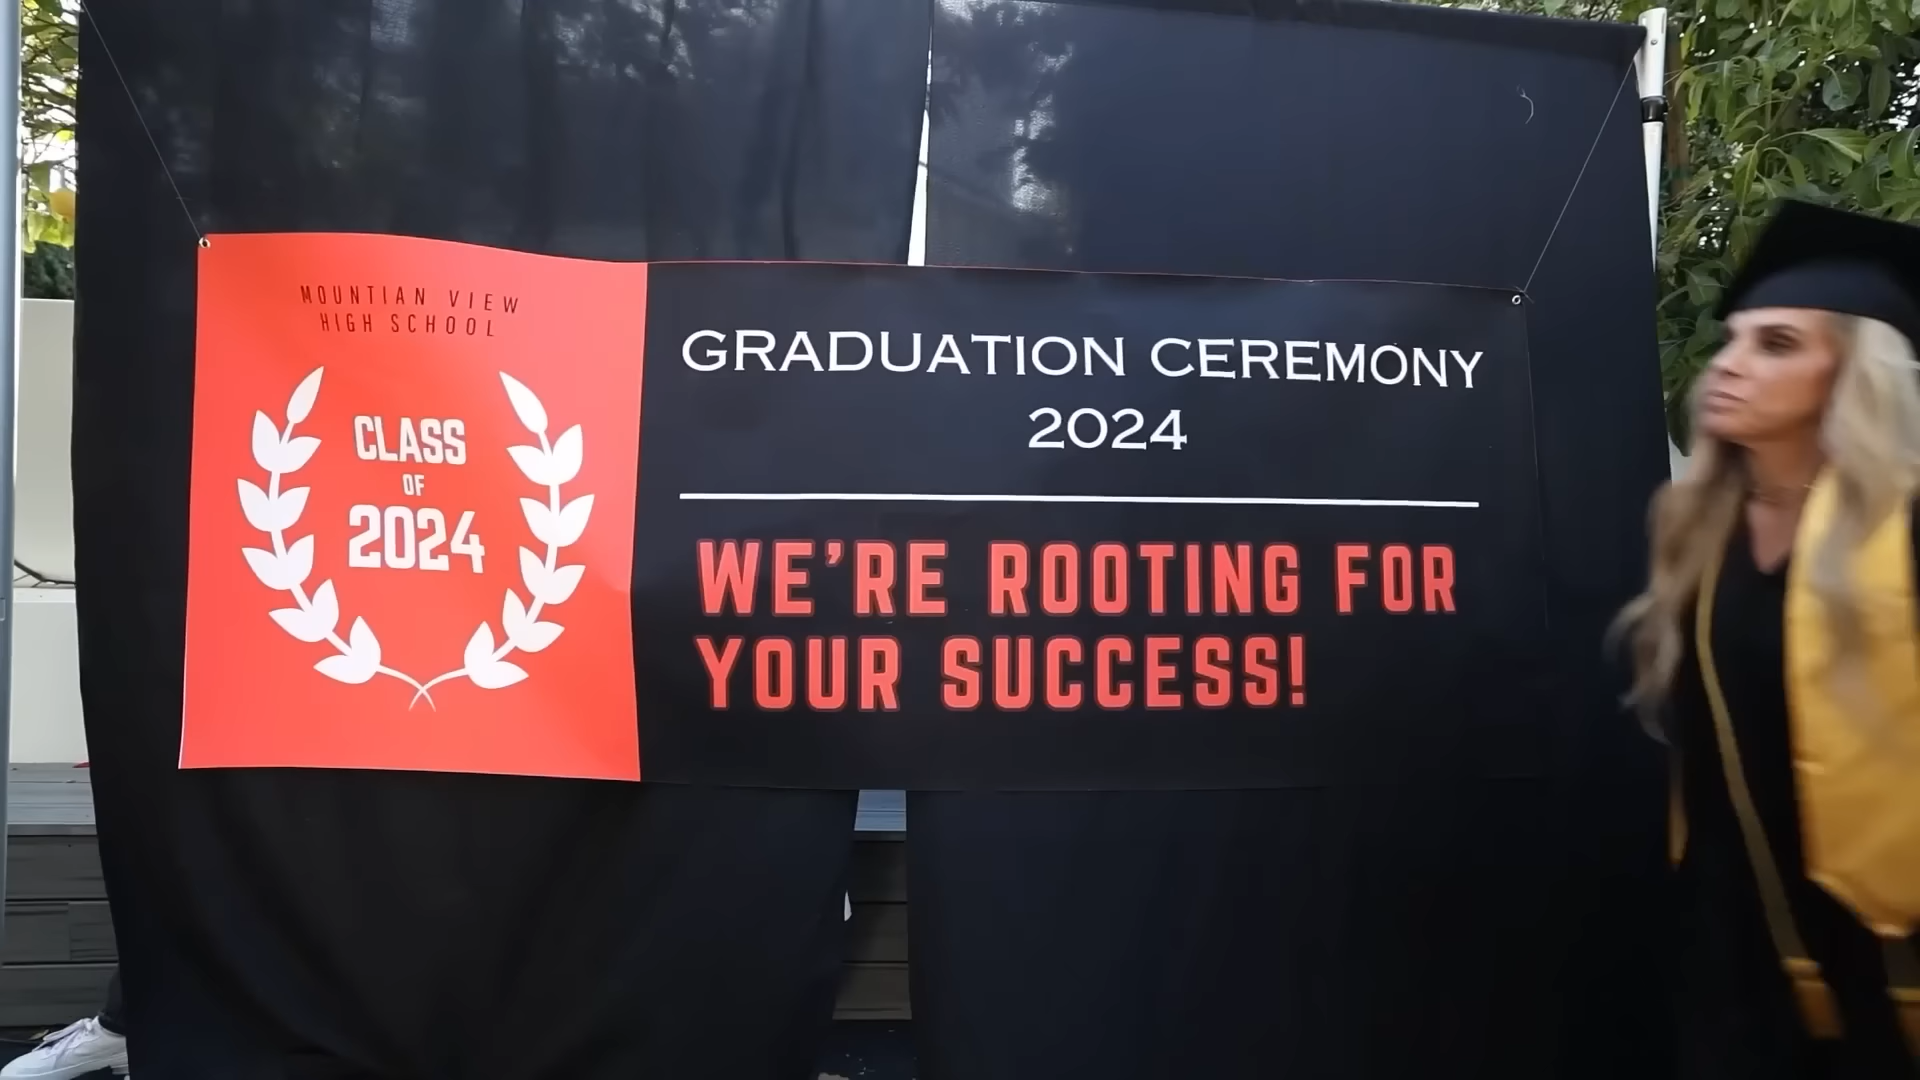 MOUNTIAN VIEW
HIGH SCHOOL
CLASS
OF
2024
GRADUATION CEREMONY
2024
WE'RE ROOTING FOR
YOUR SUCCESS!